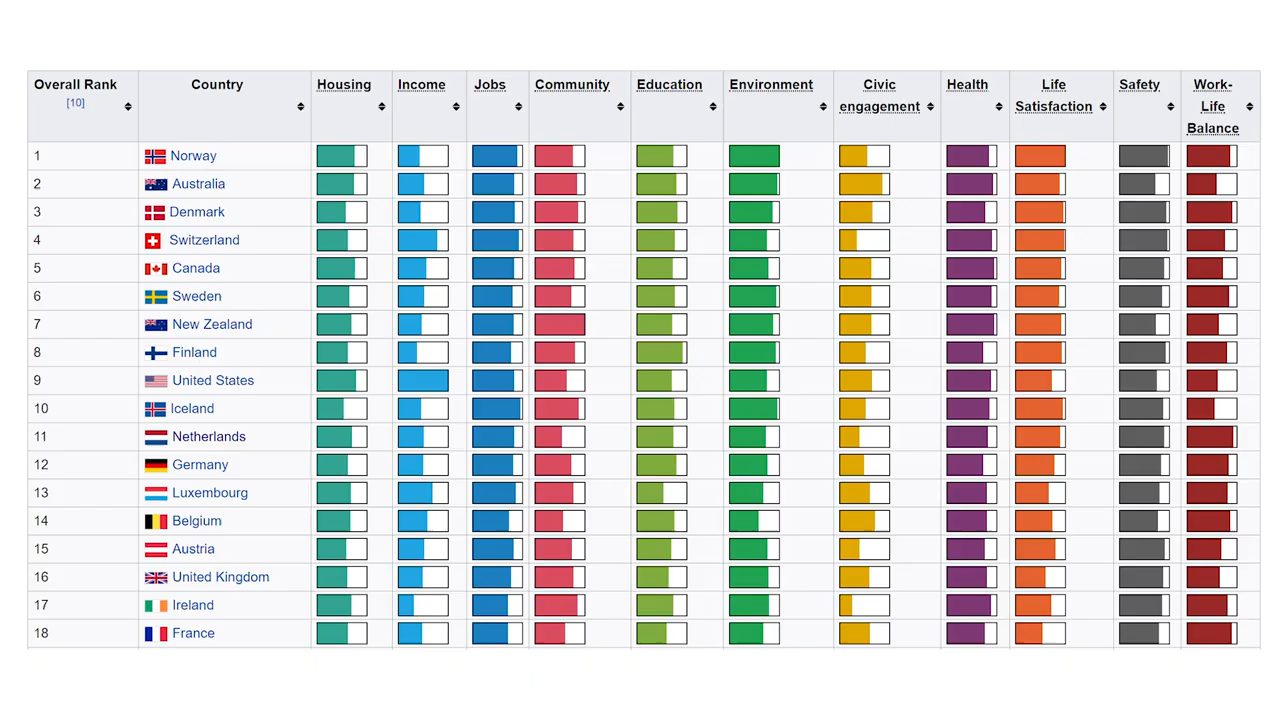 Overall Rank Country Housing Income Jobs Community Education Environment Civic engagement Health Life Satisfaction Safety Work-Life Balance
[10]
1 Norway
2 Australia
3 Denmark
4 Switzerland
5 Canada
6 Sweden
7 New Zealand
8 Finland
9 United States
10 Iceland
11 Netherlands
12 Germany
13 Luxembourg
14 Belgium
15 Austria
16 United Kingdom
17 Ireland
18 France